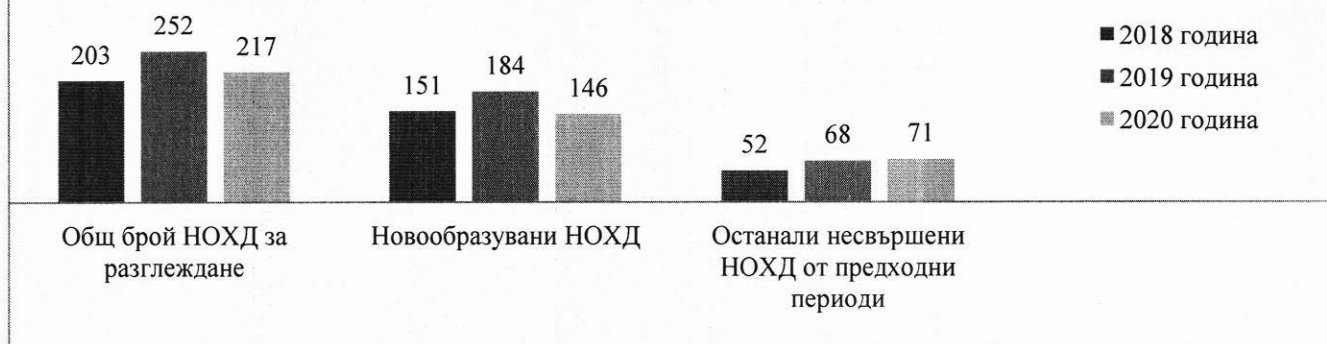 203
252
217
151
184
146
52
68
71
2018 година
2019 година
2020 година
Общ брой НОХД за
разглеждане
Новообразувани НОХД
Останали несвършени
НОХД от предходни
периоди